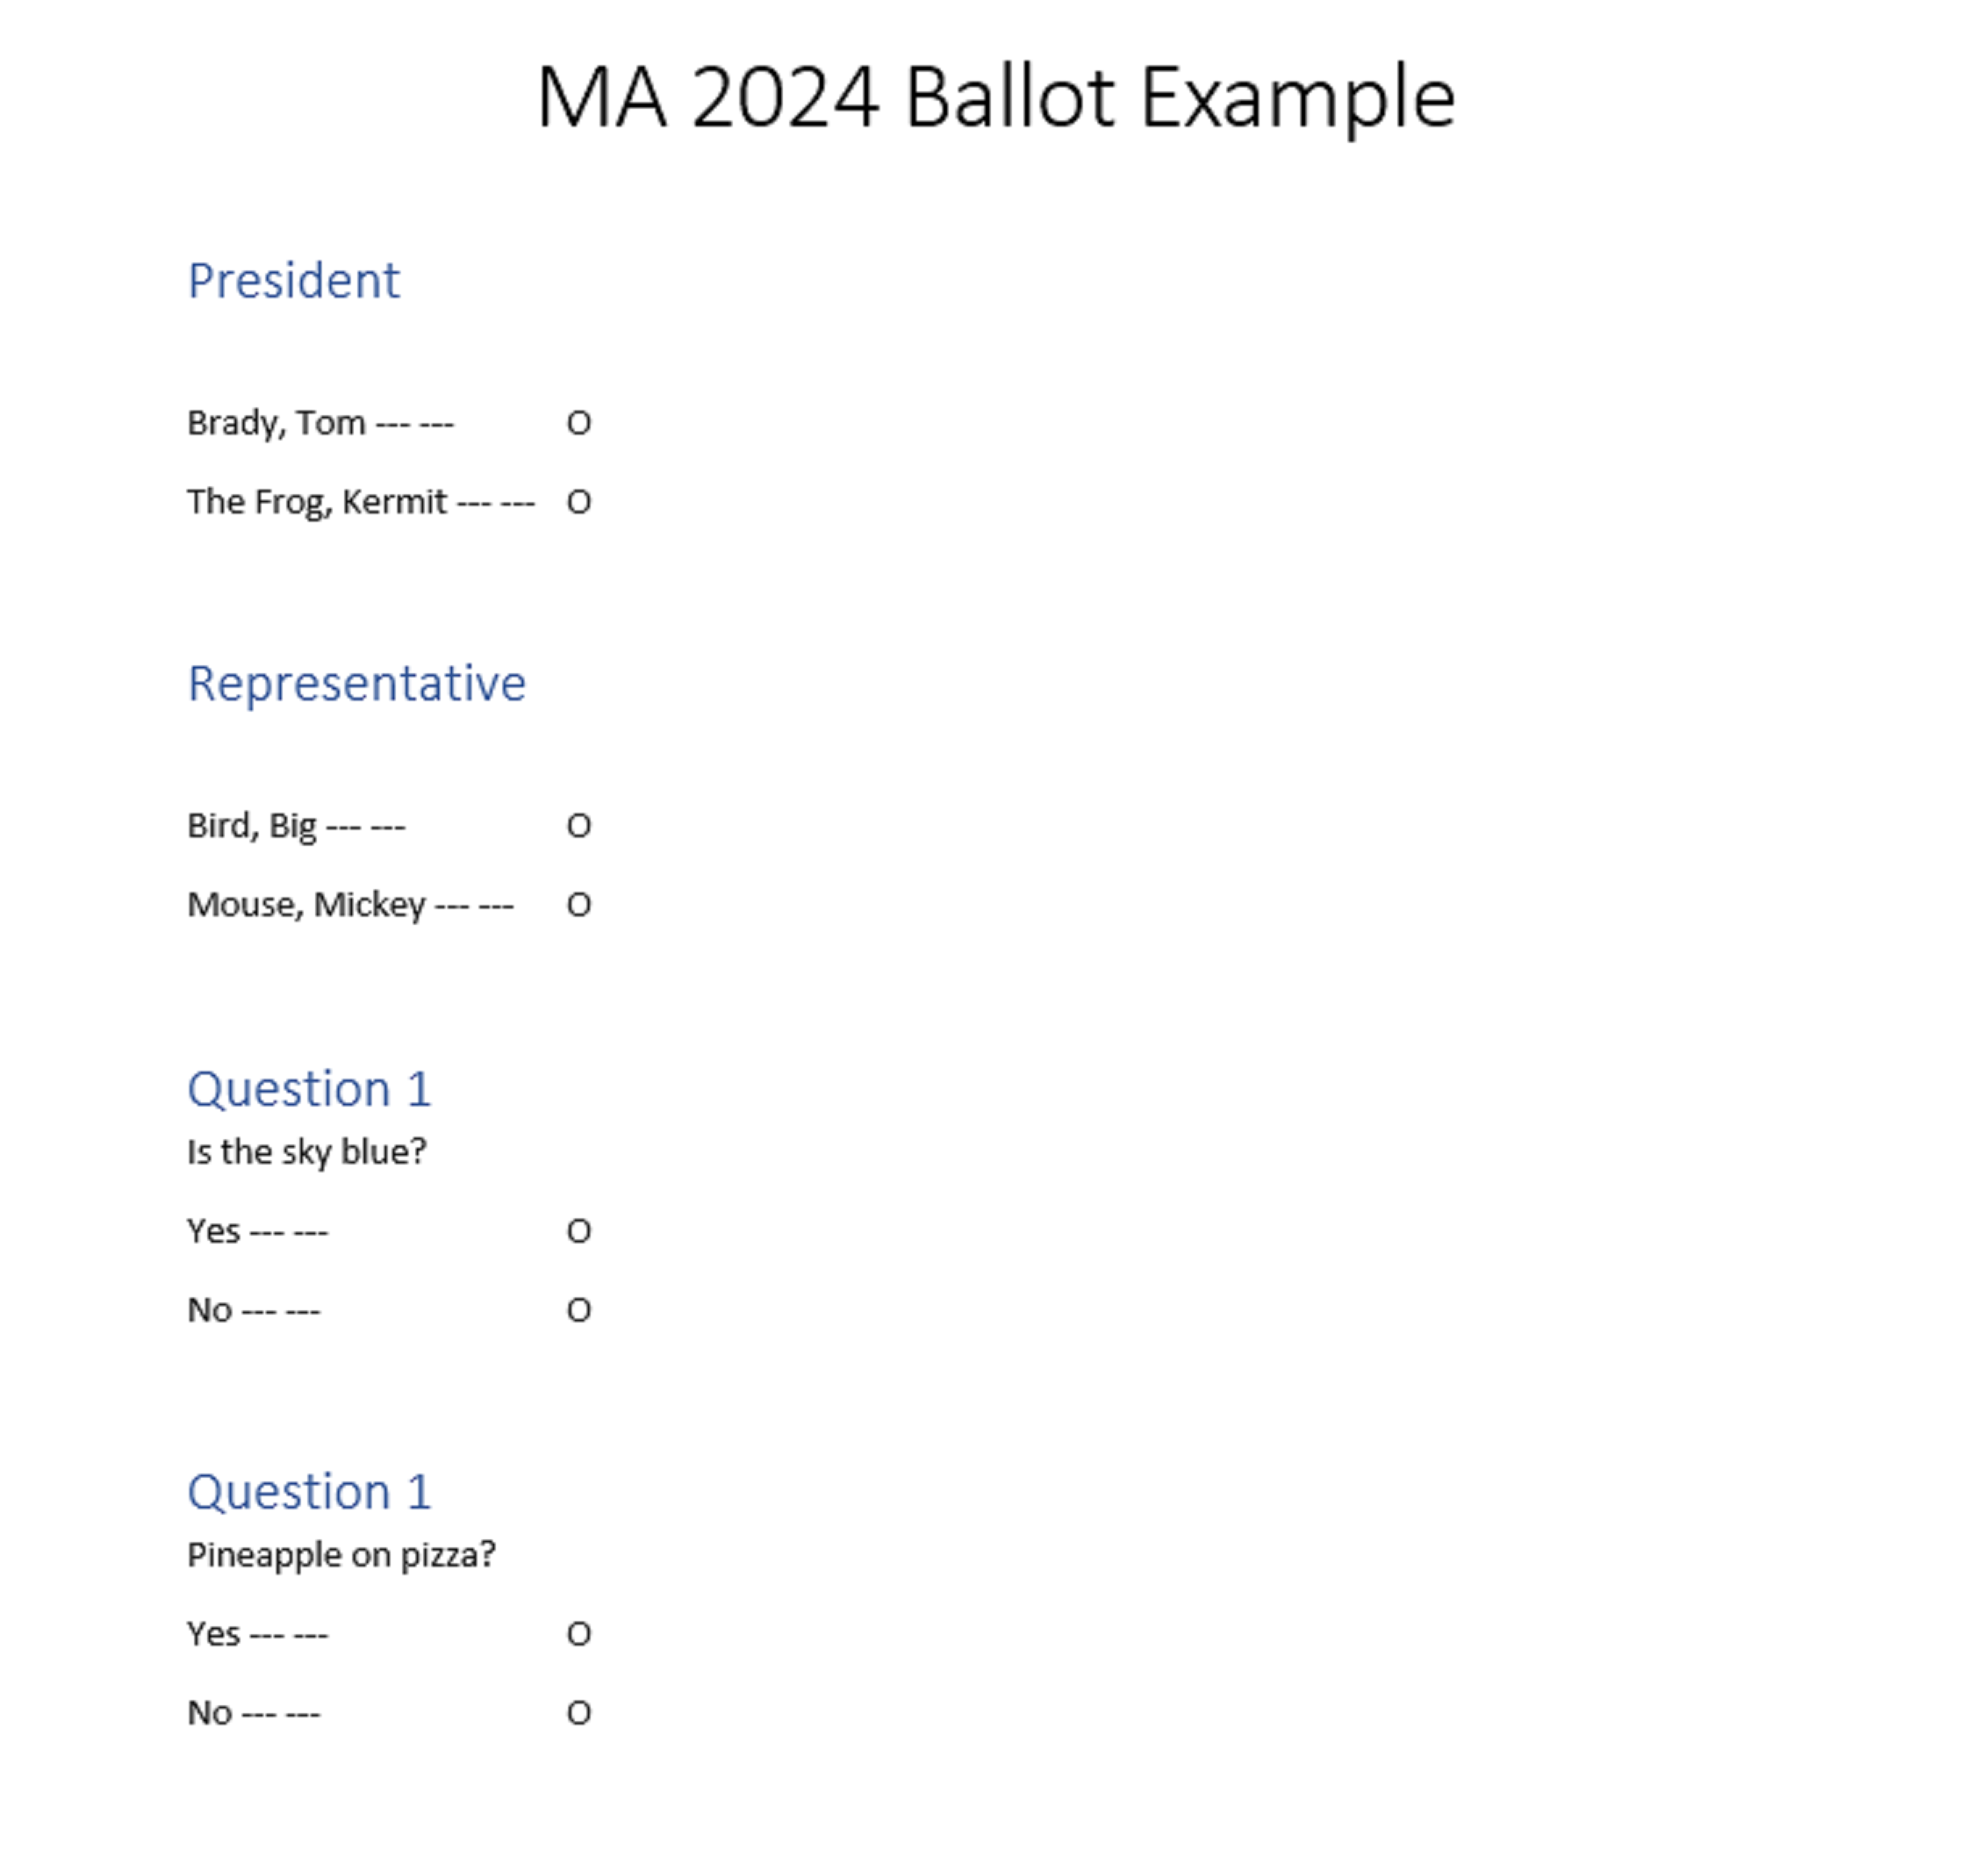 MA 2024 Ballot Example
President
Brady, Tom --- --- O
The Frog, Kermit --- --- O
Representative
Bird, Big --- --- O
Mouse, Mickey --- --- O
Question 1
Is the sky blue?
Yes --- --- O
No --- --- O
Question 1
Pineapple on pizza?
Yes --- --- O
No --- --- O